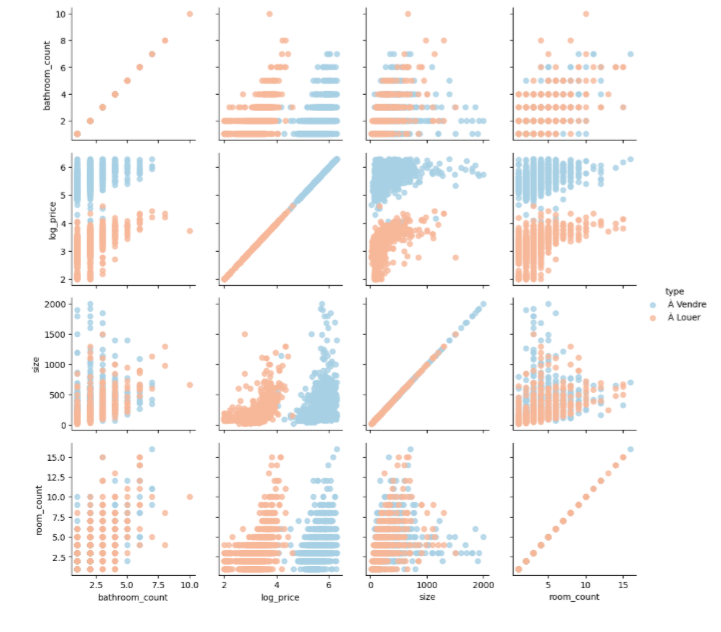 10
8
6
4
2
bathroom_count
6
5
4
3
2
log_price
type
À Vendre
À Louer
2000
1500
1000
500
0
size
15.0
12.5
10.0
7.5
5.0
2.5
room_count
2.5 5.0 7.5 10.0
bathroom_count
2 4 6
log_price
0 1000 2000
size
5 10 15
room_count